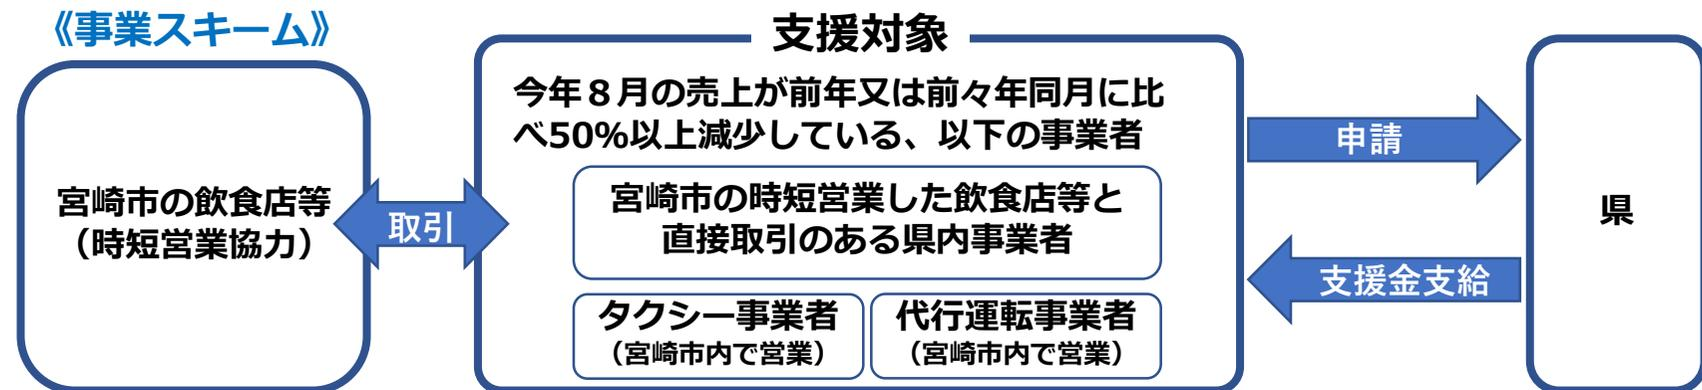 《事業スキーム》
宮崎市の飲食店等
（時短営業協力）
取引
支援対象
今年８月の売上が前年又は前々年同月に比
べ50%以上減少している、以下の事業者
宮崎市の時短営業した飲食店等と
直接取引のある県内事業者
タクシー事業者
（宮崎市内で営業）
代行運転事業者
（宮崎市内で営業）
申請
支援金支給
県